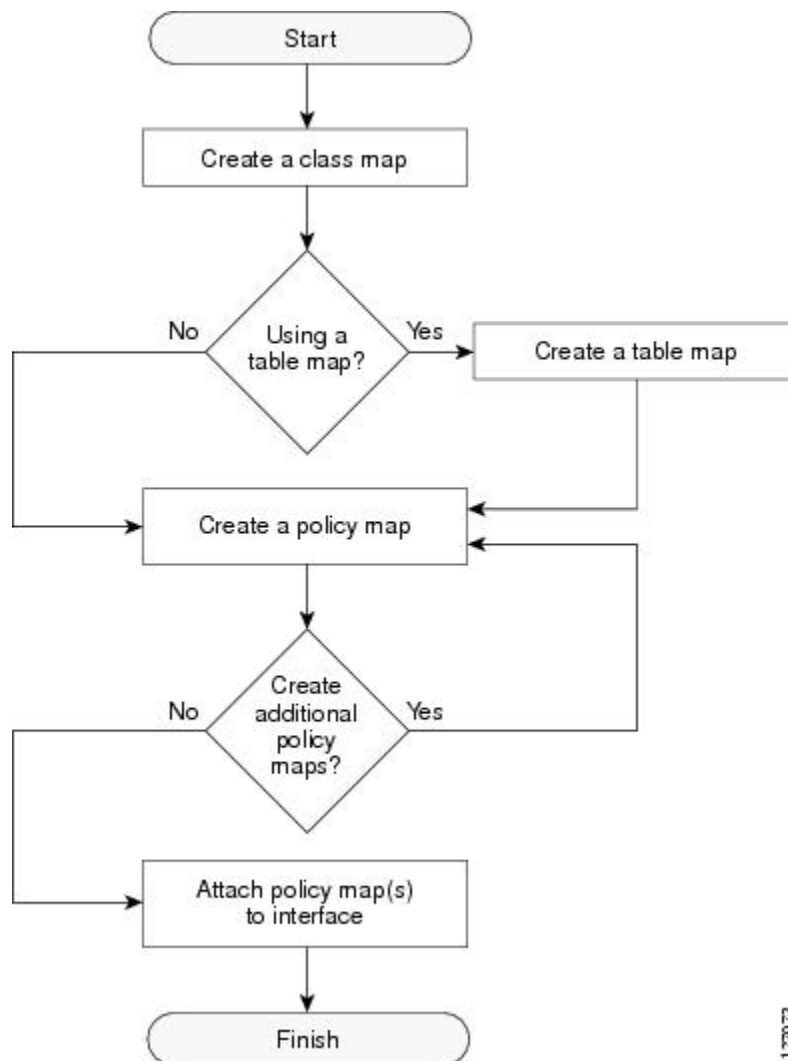 Start
Create a class map
No
Using a
table map?
Yes
Create a table map
Create a policy map
No
Create
additional
policy
maps?
Yes
Attach policy map(s)
to interface
Finish